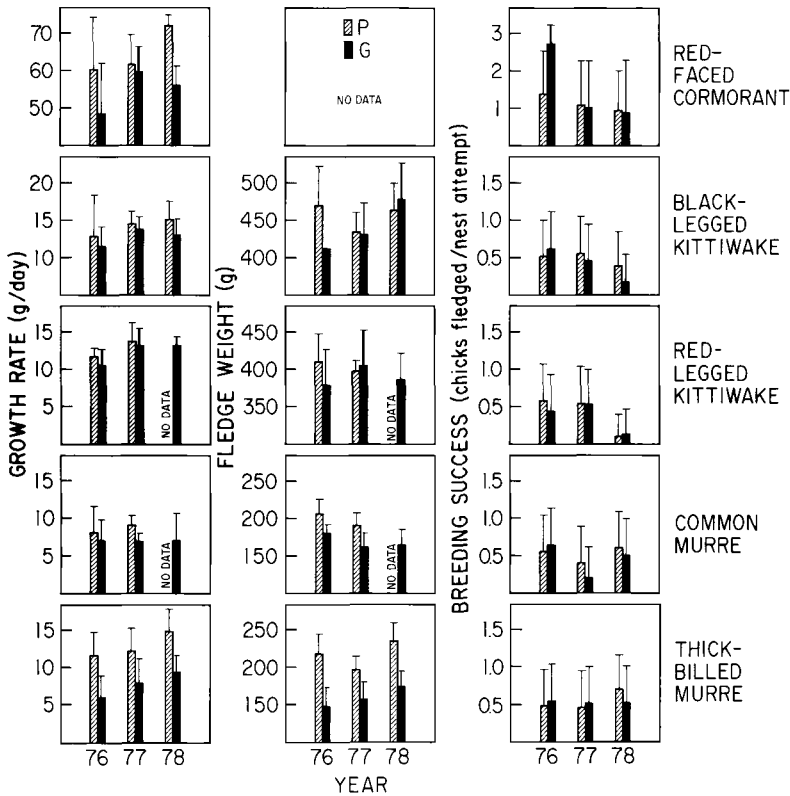 70
60
50
P
G
NO DATA
3
2
1
RED-
FACED
CORMORANT
20
15
10
5
500
450
400
1.5
1.0
0.5
BLACK-
LEGGED
KITTIWAKE
15
10
5
450
400
350
300
1.5
1.0
0.5
RED-
LEGGED
KITTIWAKE
NO DATA
NO DATA
15
10
5
250
200
150
1.5
1.0
0.5
COMMON
MURRE
NO DATA
NO DATA
15
10
5
250
200
150
1.5
1.0
0.5
THICK-
BILLED
MURRE
GROWTH RATE (g/day)
FLEDGE WEIGHT (g)
BREEDING SUCCESS (chicks fledged/nest attempt)
76 77 78
76 77 78
76 77 78
YEAR